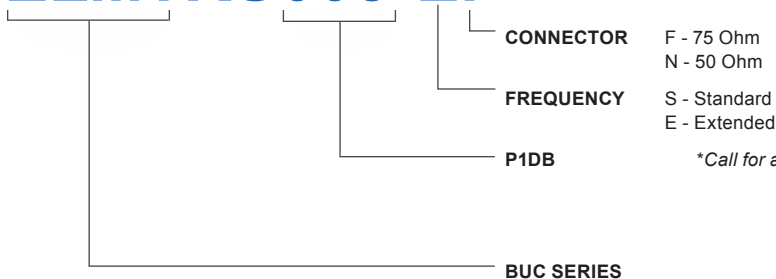 CONNECTOR F - 75 Ohm
N - 50 Ohm
FREQUENCY S - Standard
E - Extended
P1DB *Call for a
BUC SERIES